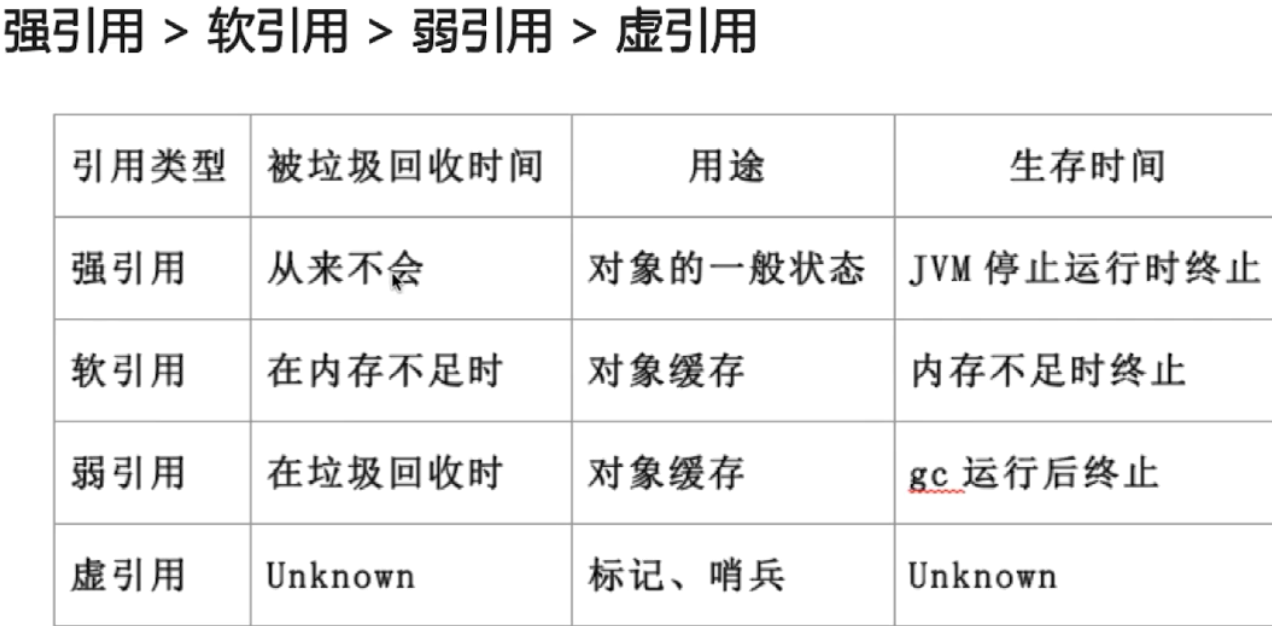 强引用 > 软引用 > 弱引用 > 虚引用
引用类型 被垃圾回收时间 用途 生存时间
强引用 从来不会 对象的一般状态 JVM 停止运行时终止
软引用 在内存不足时 对象缓存 内存不足时终止
弱引用 在垃圾回收时 对象缓存 gc 运行后终止
虚引用 Unknown 标记、哨兵 Unknown